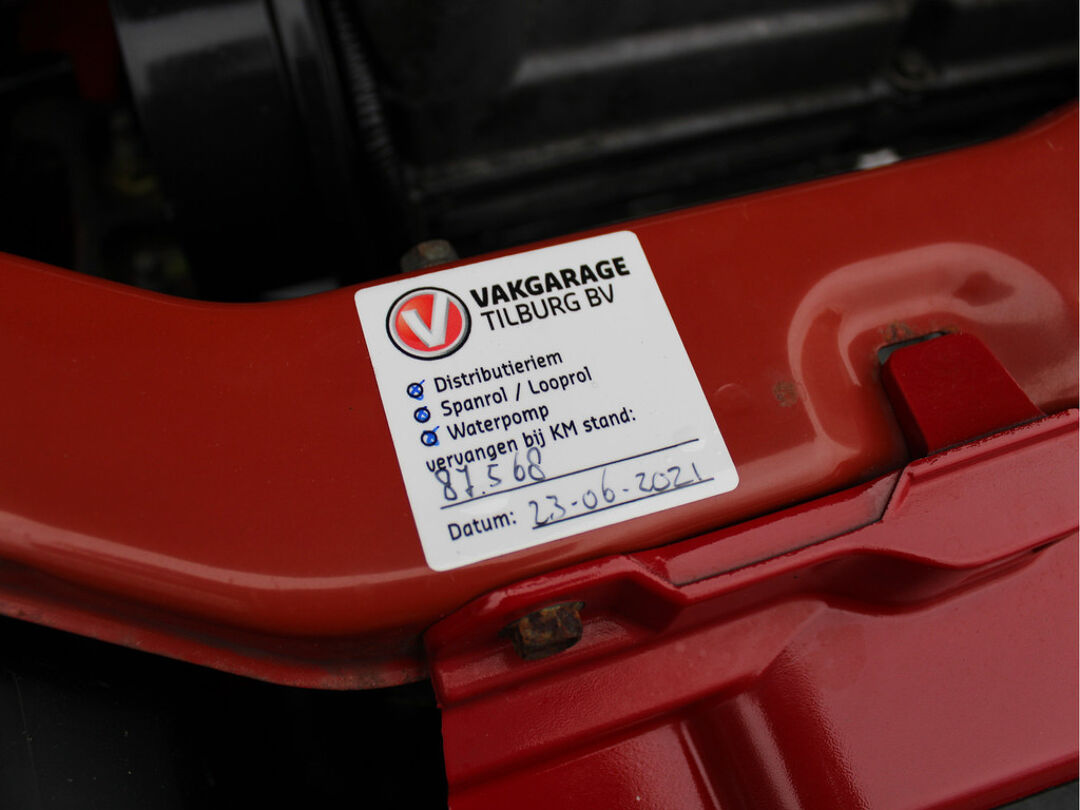 V VAKGARAGE
TILBURG BV
Distributieriem
Spanrol / Looprol
Waterpomp
vervangen bij KM stand:
87.568
Datum: 23-06-2021